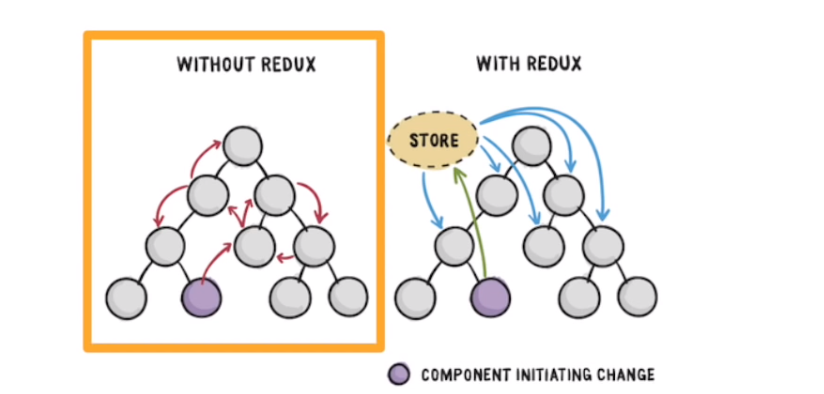 WITHOUT REDUX
WITH REDUX
STORE
COMPONENT INITIATING CHANGE